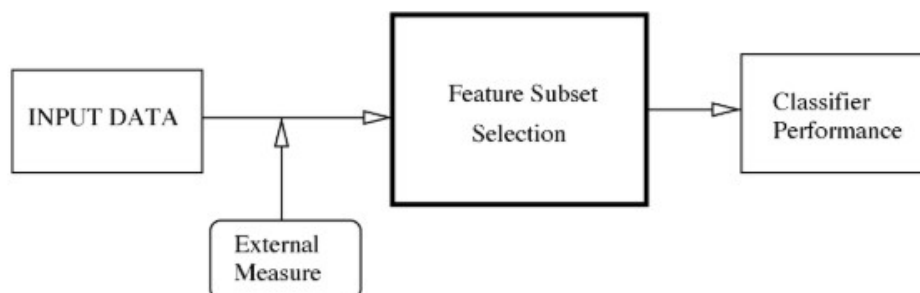 INPUT DATA
Feature Subset
Selection
Classifier
Performance
External
Measure